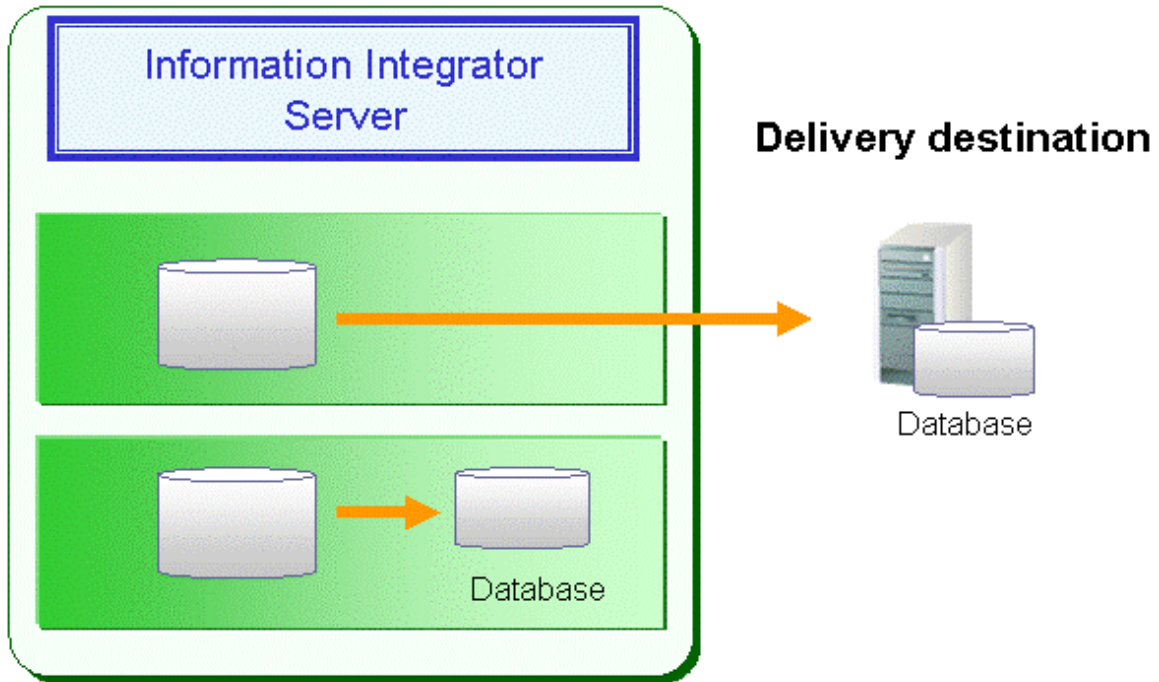 Information Integrator
Server
Delivery destination
Database
Database